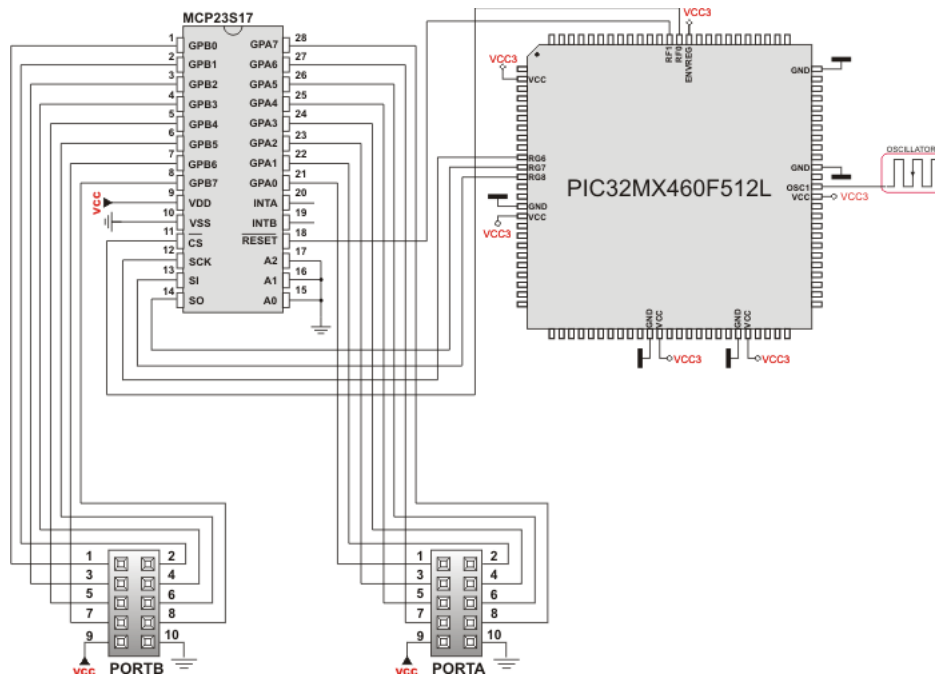 MCP23S17
1 GPB0 GPA7 28
2 GPB1 GPA6 27
3 GPB2 GPA5 26
4 GPB3 GPA4 25
5 GPB4 GPA3 24
6 GPB5 GPA2 23
7 GPB6 GPA1 22
8 GPB7 GPA0 21
9 VDD INTA 20
10 VSS INTB 19
11 CS RESET 18
12 SCK A2 17
13 SI A1 16
14 SO A0 15
VCC
RF1
RF0
ENVREG
VCC3
VCC3
VCC
GND
RG6
RG7
RG8
GND
VCC
VCC3
PIC32MX460F512L
GND
OSC1
VCC
VCC3
OSCILLATOR
GND
VCC
VCC3
GND
VCC
VCC3
1 2
3 4
5 6
7 8
9 10
VCC
PORTB
1 2
3 4
5 6
7 8
9 10
VCC
PORTA